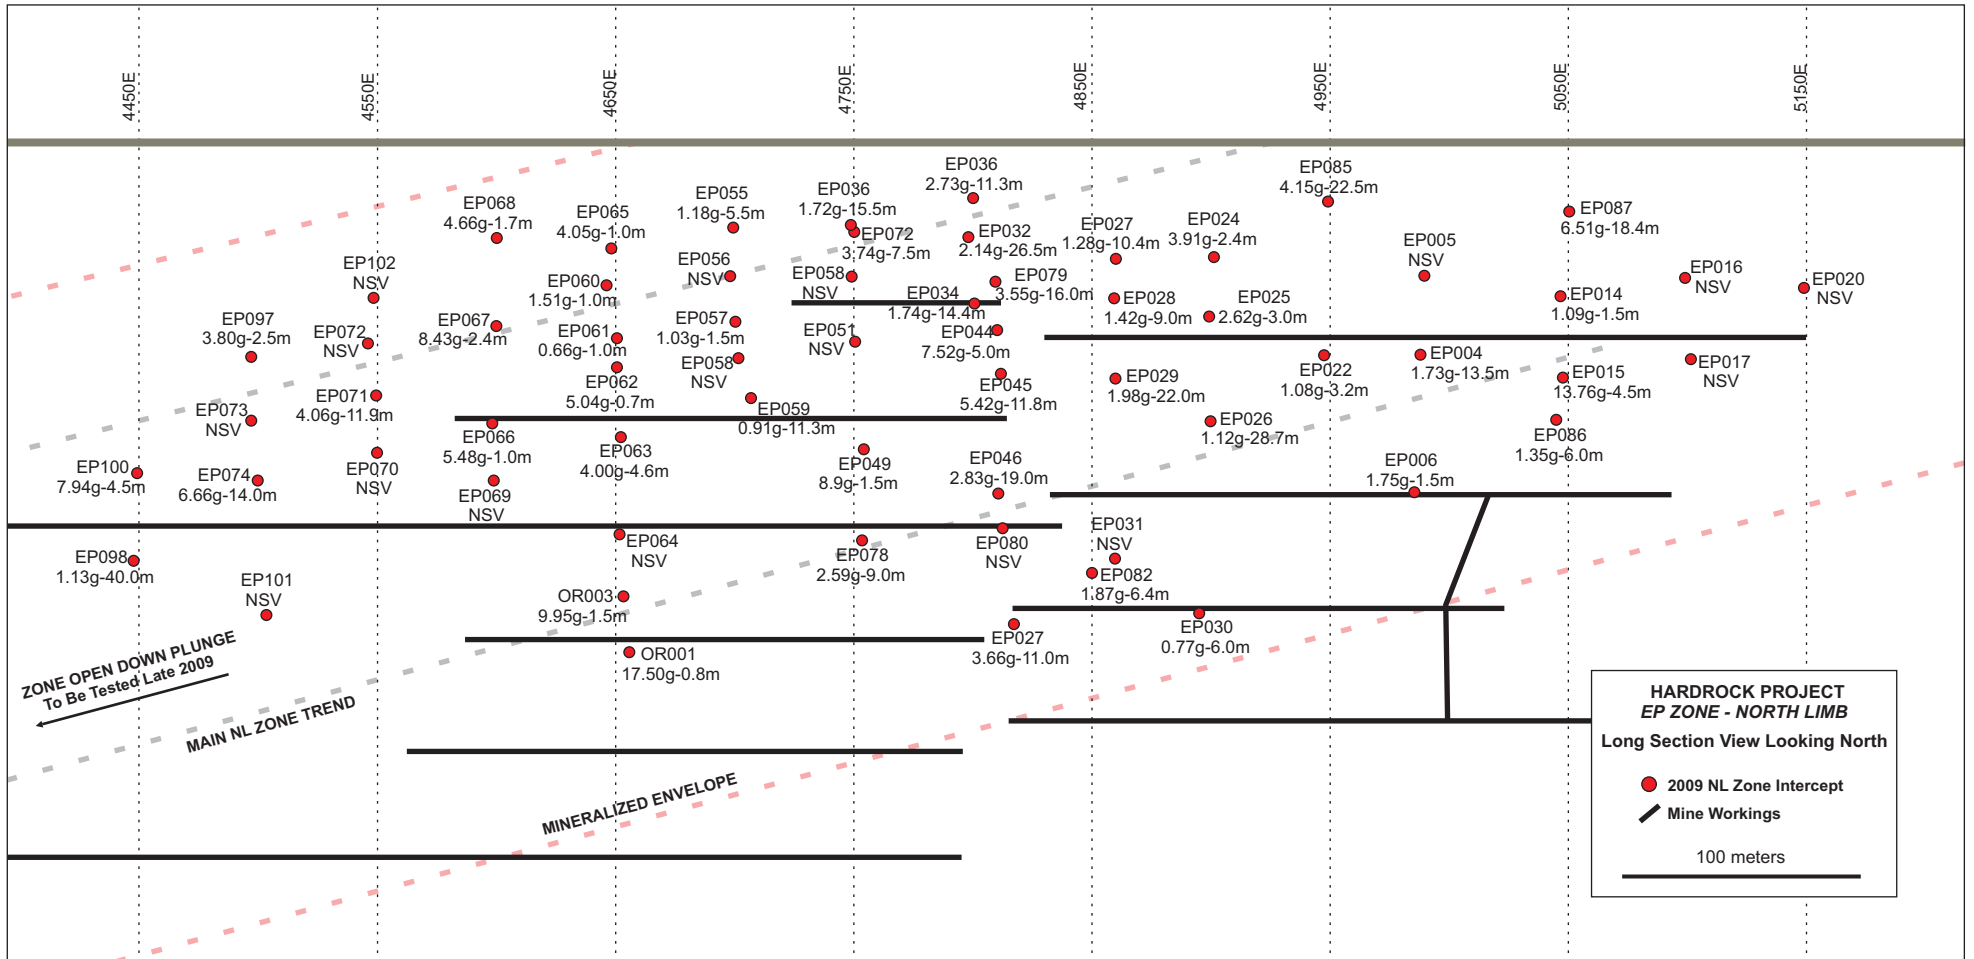 4450E
4550E
4650E
4750E
4850E
4950E
5050E
5150E
EP036
2.73g-11.3m
EP085
4.15g-22.5m
EP068
4.66g-1.7m
EP065
4.05g-1.0m
EP055
1.18g-5.5m
EP036
1.72g-15.5m
EP072
3.74g-7.5m
EP032
2.14g-26.5m
EP027
1.28g-10.4m
EP024
3.91g-2.4m
EP005
NSV
EP087
6.51g-18.4m
EP016
NSV
EP020
NSV
EP102
NSV
EP060
1.51g-1.0m
EP056
NSV
EP058
NSV
EP034
1.74g-14.4m
EP079
3.55g-16.0m
EP028
1.42g-9.0m
EP025
2.62g-3.0m
EP014
1.09g-1.5m
EP097
3.80g-2.5m
EP072
NSV
EP067
8.43g-2.4m
EP061
0.66g-1.0m
EP057
1.03g-1.5m
EP058
NSV
EP051
NSV
EP044
7.52g-5.0m
EP022
1.08g-3.2m
EP004
1.73g-13.5m
EP015
13.76g-4.5m
EP017
NSV
EP073
NSV
EP071
4.06g-11.9m
EP062
5.04g-0.7m
EP059
0.91g-11.3m
EP045
5.42g-11.8m
EP029
1.98g-22.0m
EP026
1.12g-28.7m
EP086
1.35g-6.0m
EP100
7.94g-4.5m
EP074
6.66g-14.0m
EP070
NSV
EP066
5.48g-1.0m
EP069
NSV
EP063
4.00g-4.6m
EP049
8.9g-1.5m
EP046
2.83g-19.0m
EP006
1.75g-1.5m
EP098
1.13g-40.0m
EP101
NSV
EP064
NSV
EP078
2.59g-9.0m
EP080
NSV
EP031
NSV
EP082
1.87g-6.4m
OR003
9.95g-1.5m
OR001
17.50g-0.8m
EP027
3.66g-11.0m
EP030
0.77g-6.0m
ZONE OPEN DOWN PLUNGE
To Be Tested Late 2009
MAIN NL ZONE TREND
MINERALIZED ENVELOPE
HARDROCK PROJECT
EP ZONE - NORTH LIMB
Long Section View Looking North
2009 NL Zone Intercept
Mine Workings
100 meters